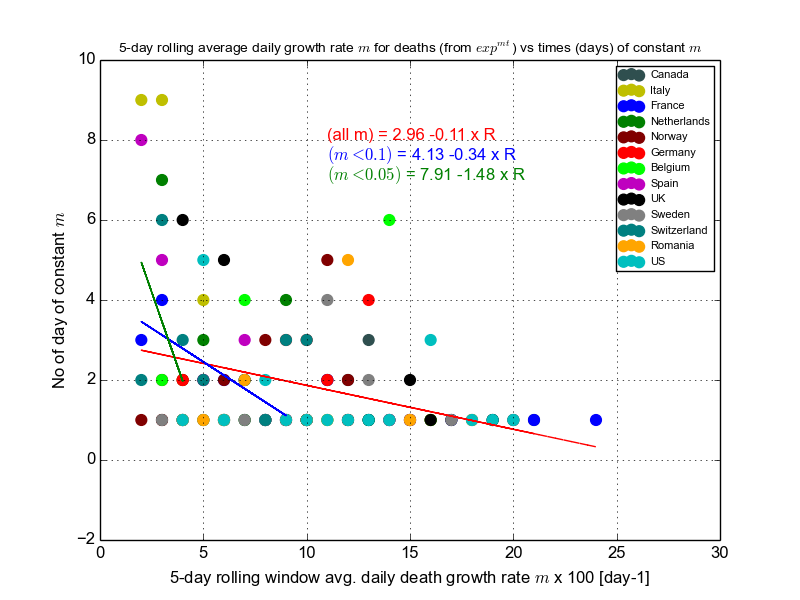 5-day rolling average daily growth rate m for deaths (from exp^mt) vs times (days) of constant m
10
8
6
4
2
0
−2
No of day of constant m
(all m) = 2.96 -0.11 x R
(m <0.1) = 4.13 -0.34 x R
(m <0.05) = 7.91 -1.48 x R
Canada
Italy
France
Netherlands
Norway
Germany
Belgium
Spain
UK
Sweden
Switzerland
Romania
US
0 5 10 15 20 25 30
5-day rolling window avg. daily death growth rate m x 100 [day-1]